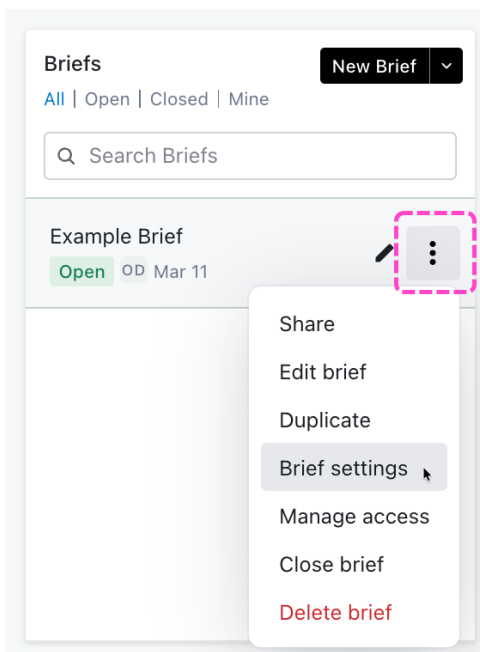 Briefs
New Brief
All | Open | Closed | Mine
Search Briefs
Example Brief
Open OD Mar 11
Share
Edit brief
Duplicate
Brief settings
Manage access
Close brief
Delete brief